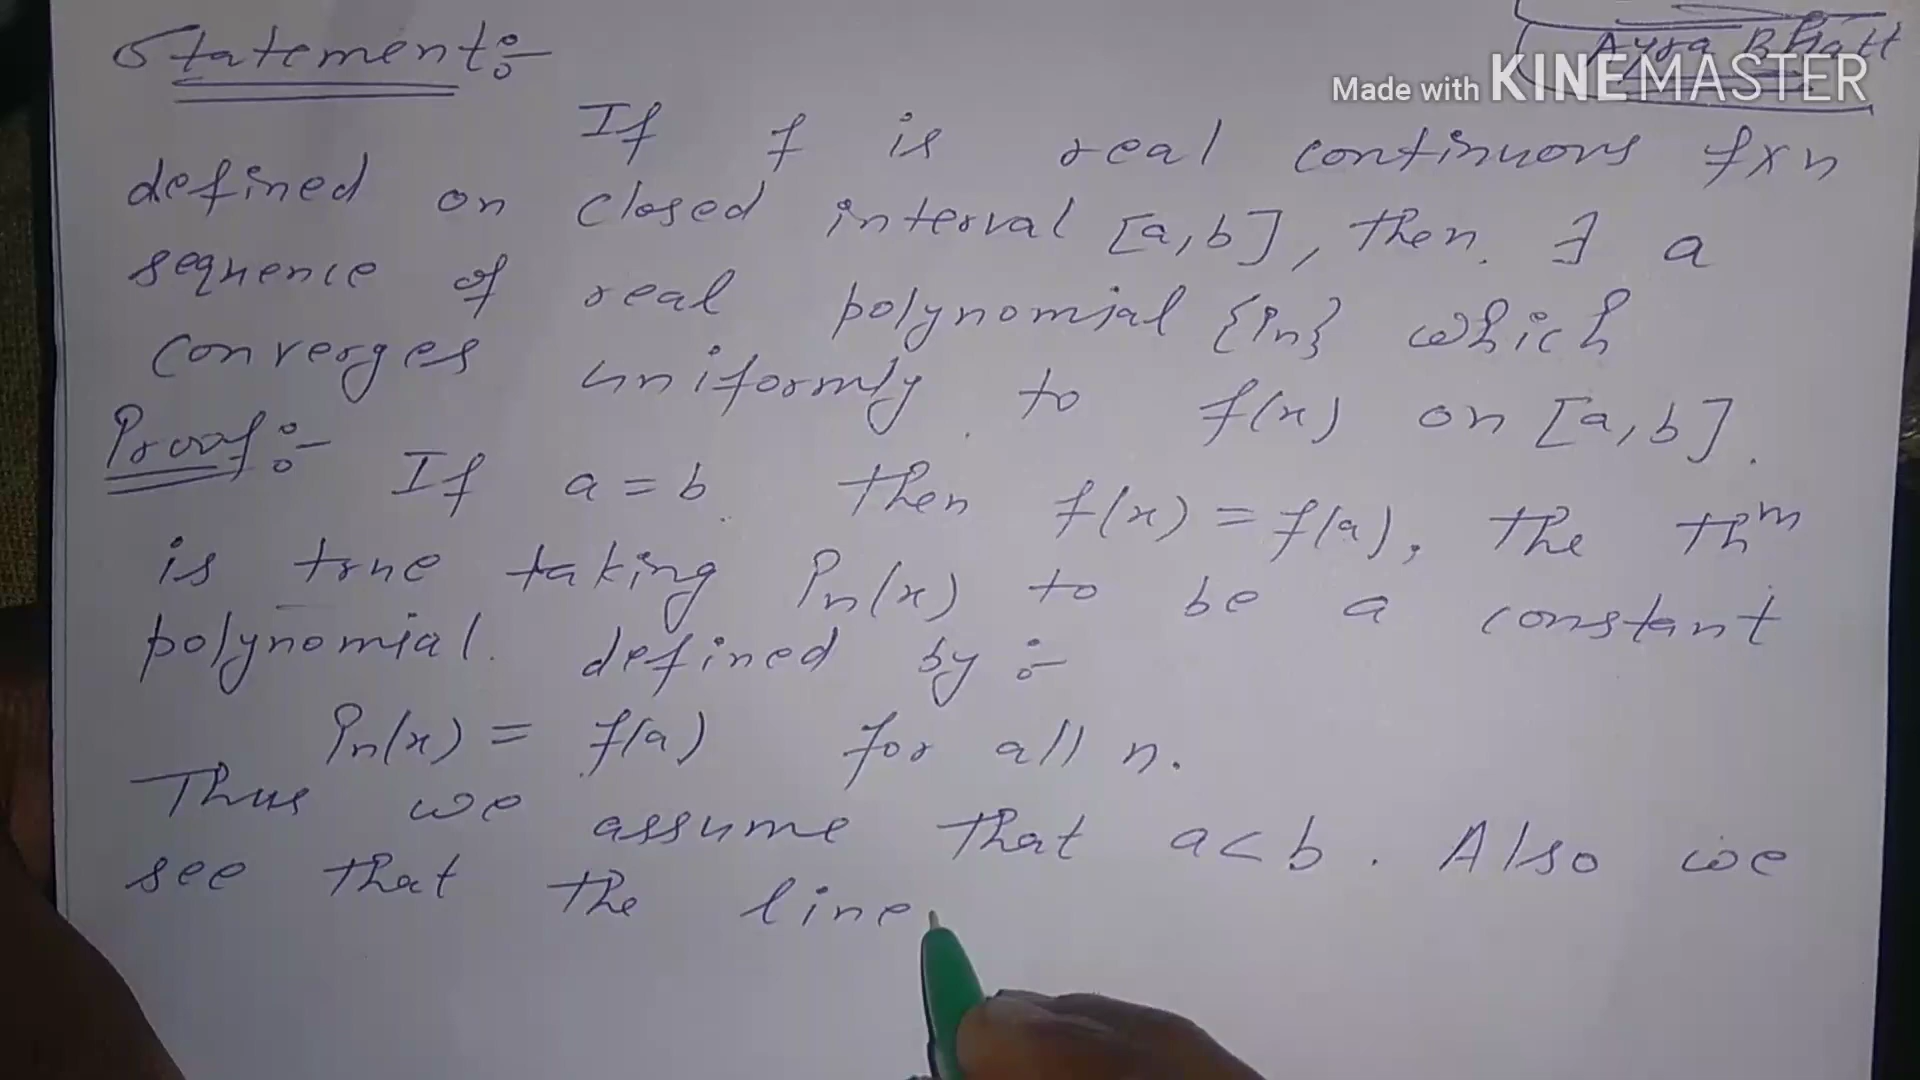 Ayra Bhatt
Made with KINEMASTER
Statement:-
If f is real continuous fxn
defined on closed interval [a,b], then ∃ a
sequence of real polynomial {Pn} which
converges uniformly to f(x) on [a,b].
Proof:- If a=b then f(x) = f(a), the thm
is true taking Pn(x) to be a constant
polynomial. defined by:-
Pn(x) = f(a) for all n.
Thus we assume that a<b. Also we
see that the line